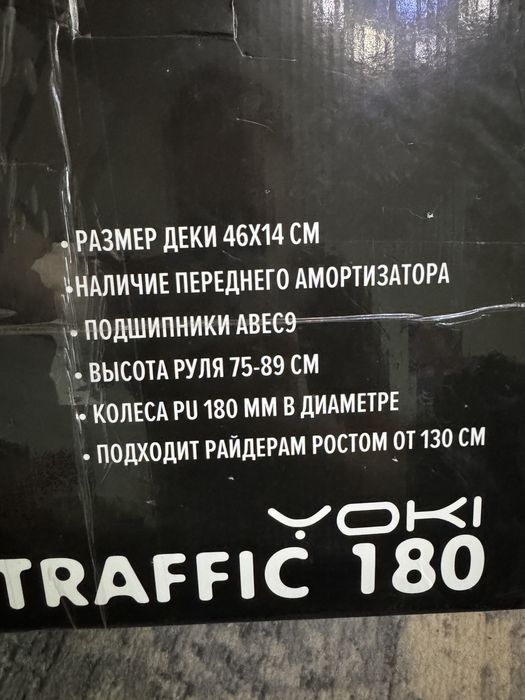 • РАЗМЕР ДЕКИ 46X14 СМ
• НАЛИЧИЕ ПЕРЕДНЕГО АМОРТИЗАТОРА
• ПОДШИПНИКИ ABEC9
• ВЫСОТА РУЛЯ 75-89 СМ
• КОЛЕСА PU 180 ММ В ДИАМЕТРЕ
• ПОДХОДИТ РАЙДЕРАМ РОСТОМ ОТ 130 СМ
YOKI
TRAFFIC 180